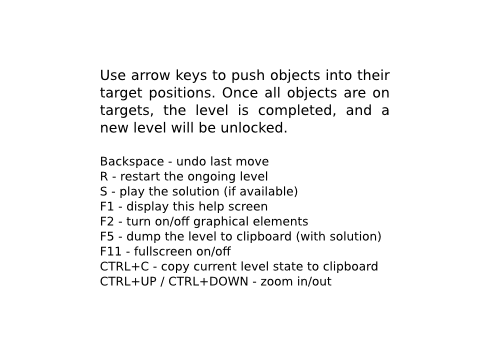 Use arrow keys to push objects into their
target positions. Once all objects are on
targets, the level is completed, and a
new level will be unlocked.
Backspace - undo last move
R - restart the ongoing level
S - play the solution (if available)
F1 - display this help screen
F2 - turn on/off graphical elements
F5 - dump the level to clipboard (with solution)
F11 - fullscreen on/off
CTRL+C - copy current level state to clipboard
CTRL+UP / CTRL+DOWN - zoom in/out